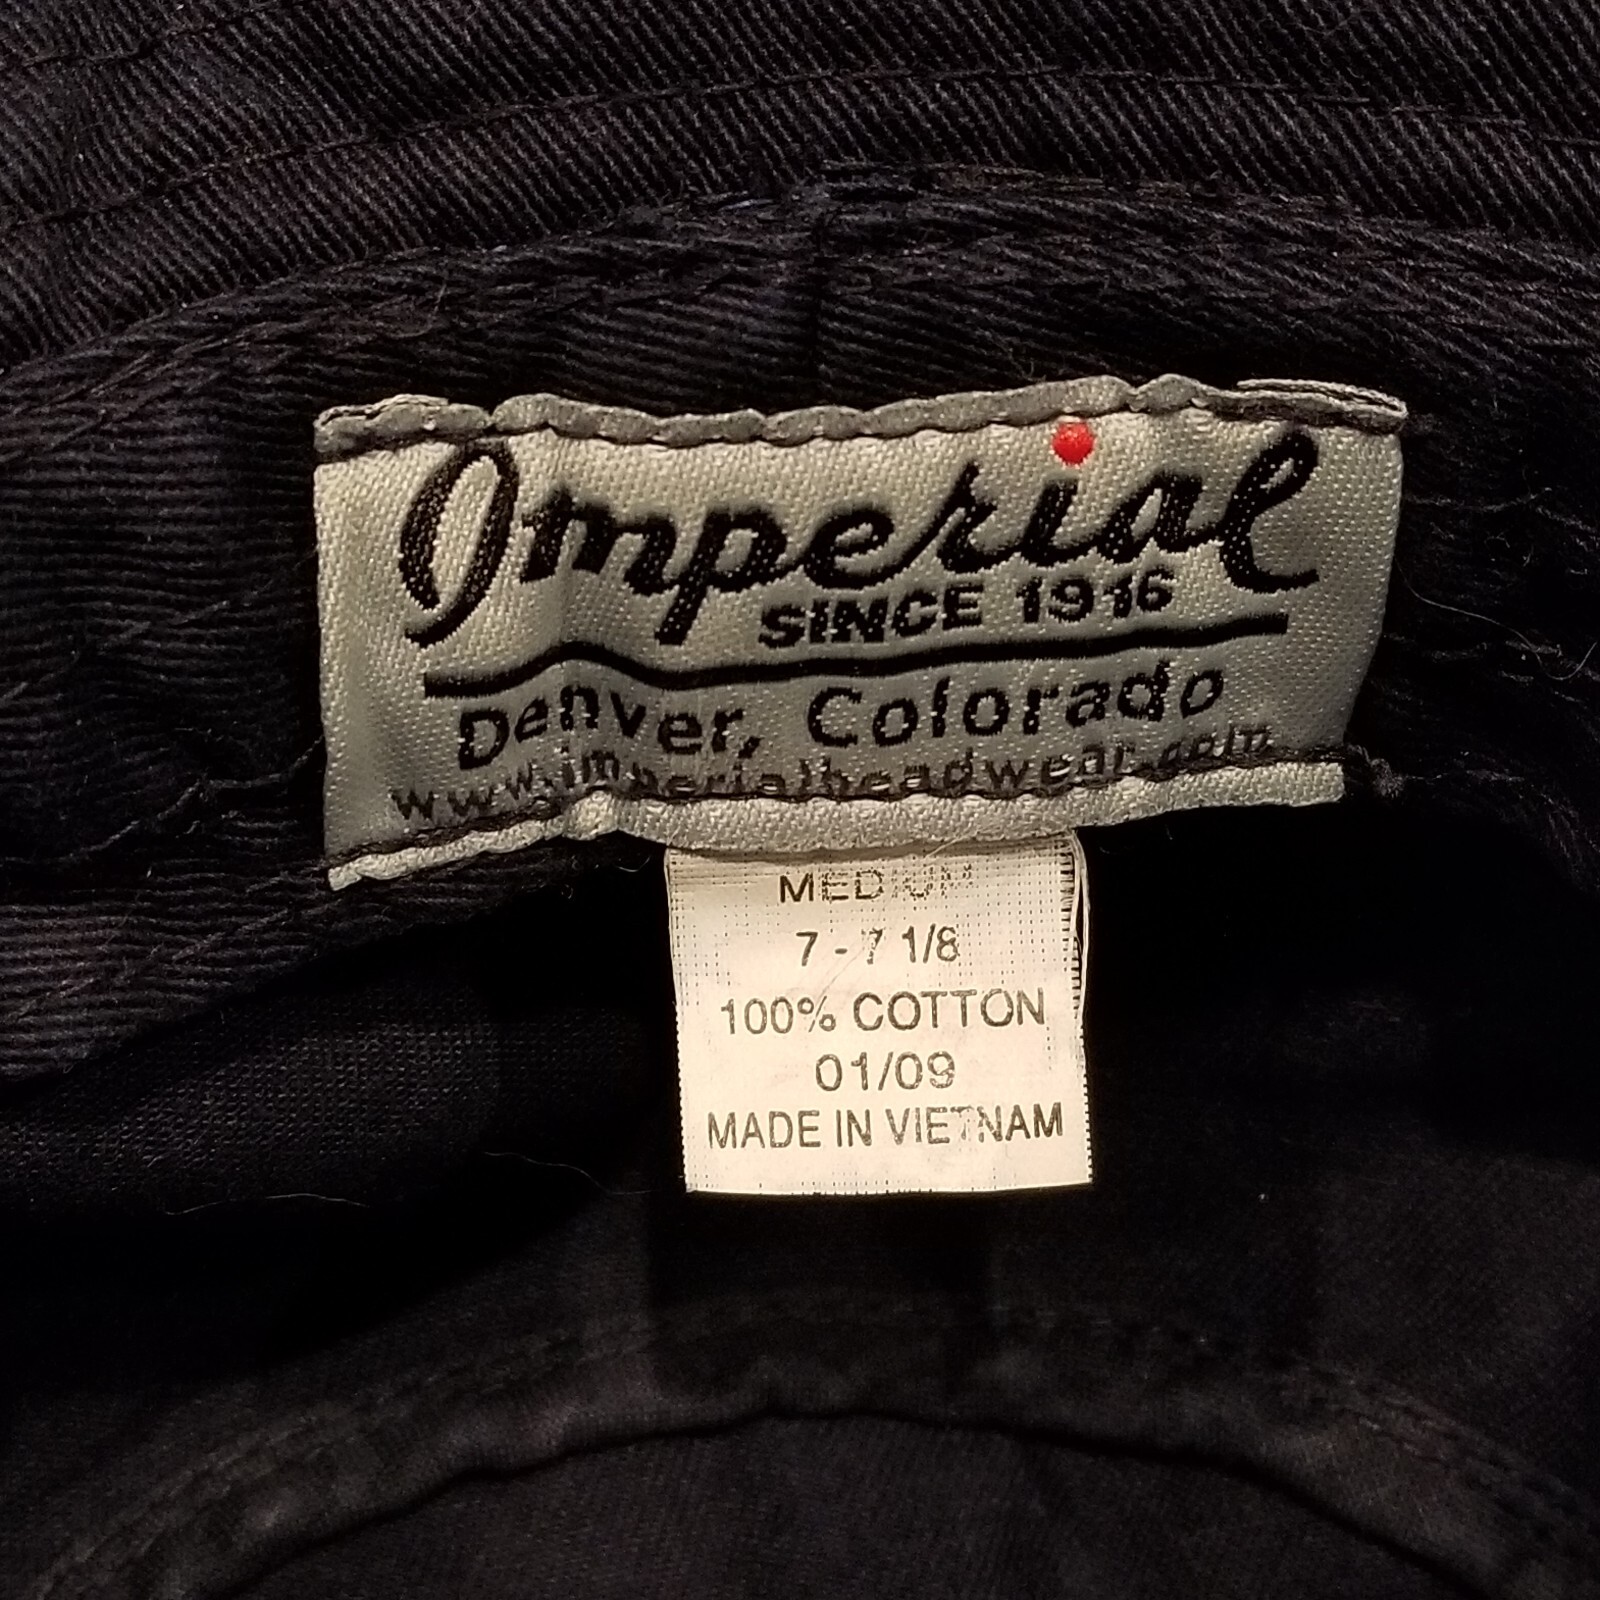 Imperial
SINCE 1916
Denver, Colorado
www.imperialheadwear.com
MEDIUM
7 - 7 1/8
100% COTTON
01/09
MADE IN VIETNAM